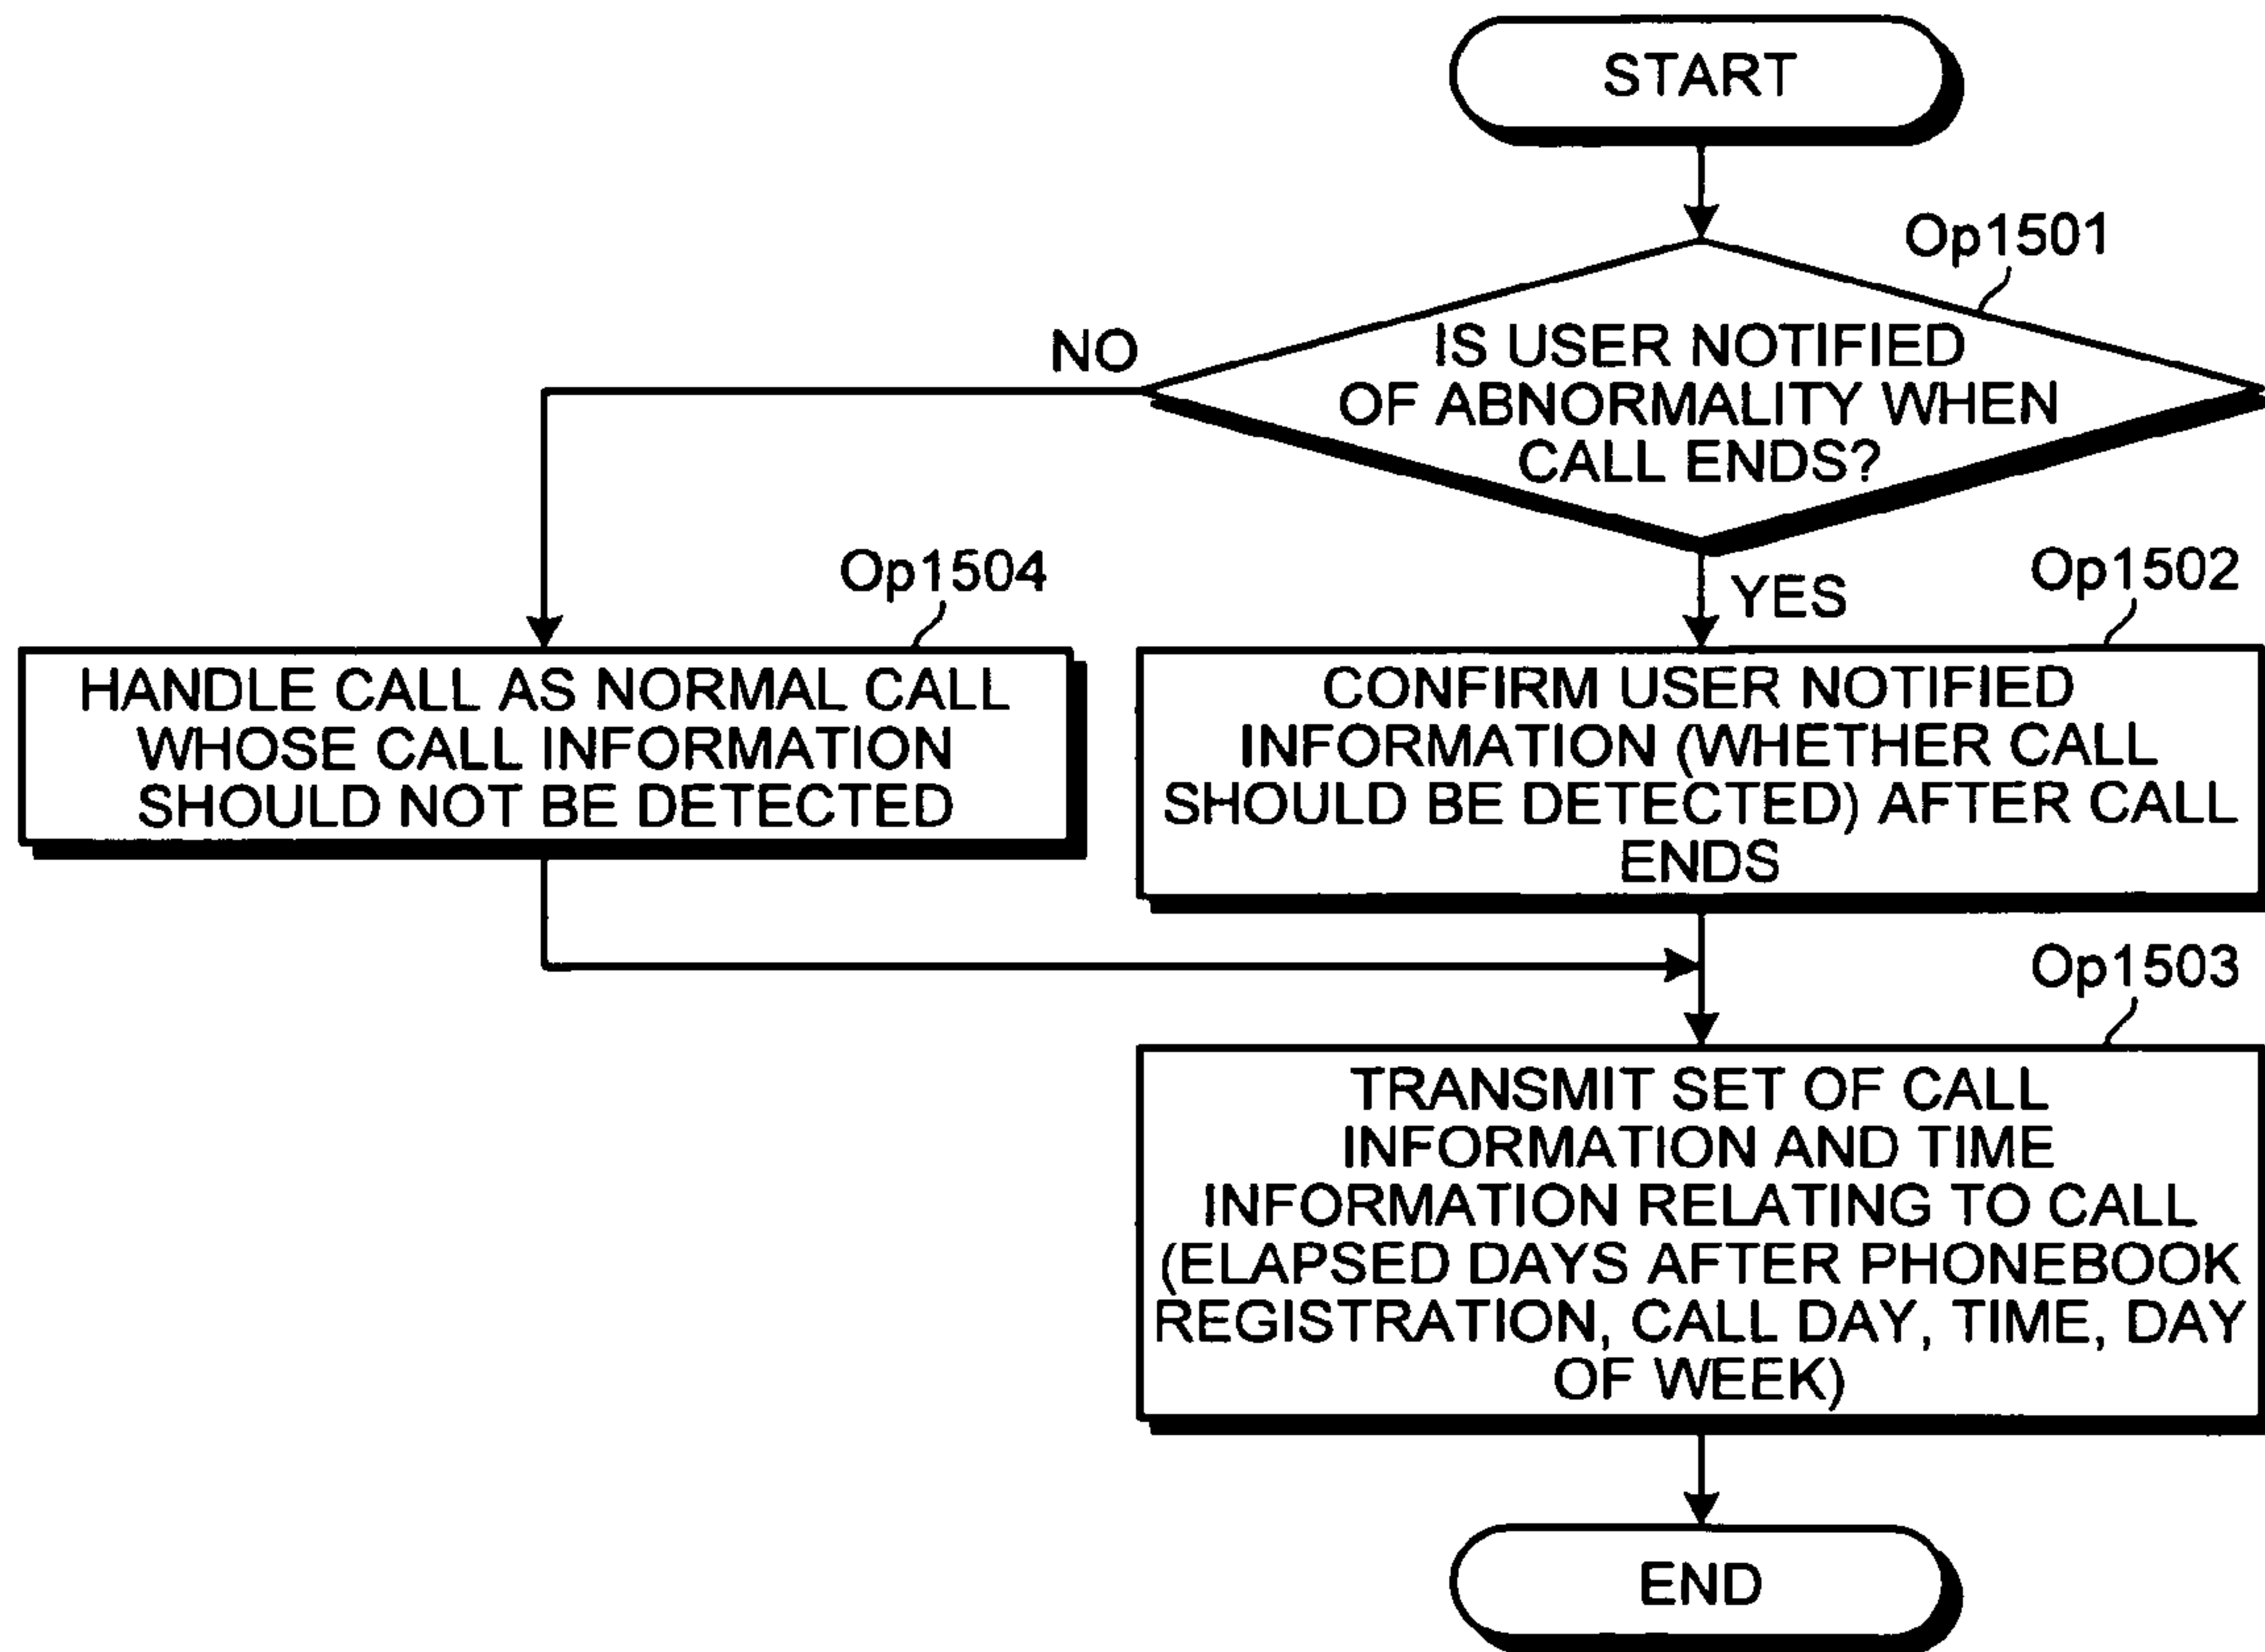 START
Op1501
IS USER NOTIFIED
OF ABNORMALITY WHEN
CALL ENDS?
NO
YES
Op1504
HANDLE CALL AS NORMAL CALL
WHOSE CALL INFORMATION
SHOULD NOT BE DETECTED
Op1502
CONFIRM USER NOTIFIED
INFORMATION (WHETHER CALL
SHOULD BE DETECTED) AFTER CALL
ENDS
Op1503
TRANSMIT SET OF CALL
INFORMATION AND TIME
INFORMATION RELATING TO CALL
(ELAPSED DAYS AFTER PHONEBOOK
REGISTRATION, CALL DAY, TIME, DAY
OF WEEK)
END